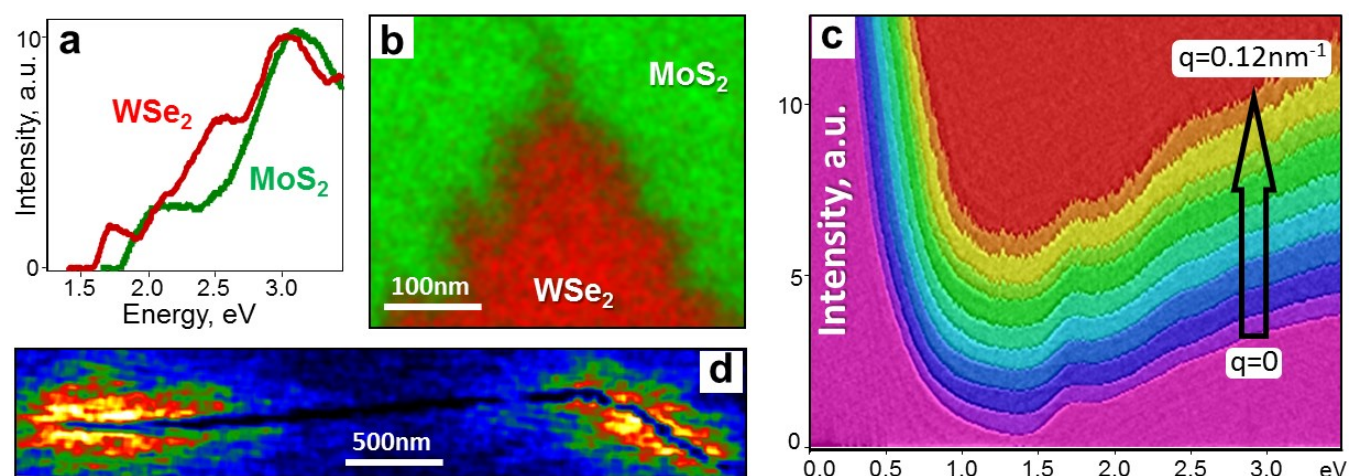 a
10
0
Intensity, a.u.
WSe₂
MoS₂
1.5 2.0 2.5 3.0
Energy, eV
b
MoS₂
WSe₂
100nm
c
10
5
0
Intensity, a.u.
q=0.12nm⁻¹
q=0
0.0 0.5 1.0 1.5 2.0 2.5 3.0 eV
d
500nm